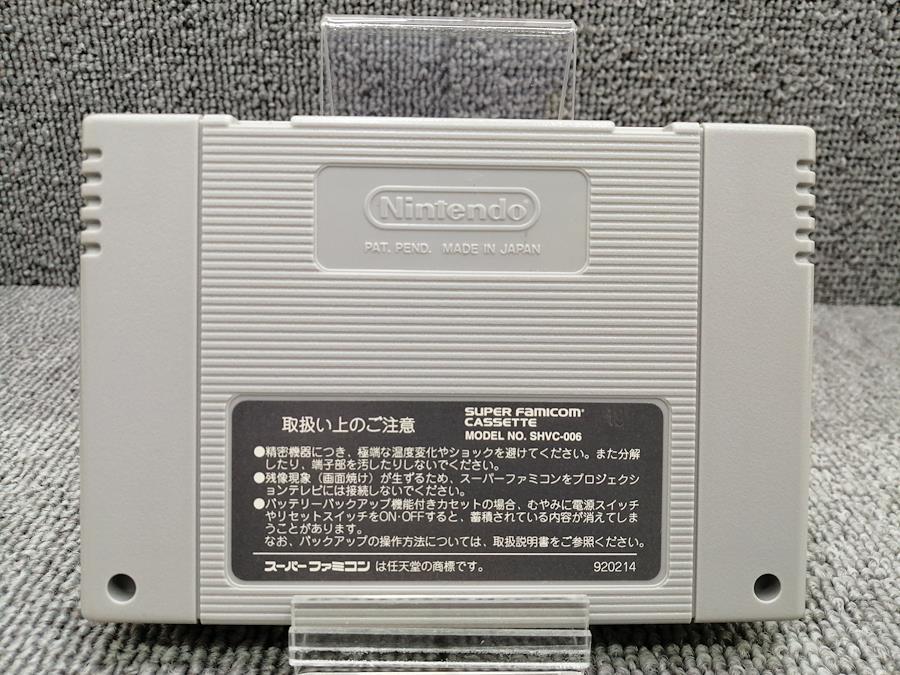 Nintendo
PAT. PEND. MADE IN JAPAN
取扱い上のご注意
SUPER FAMICOM®
CASSETTE
MODEL NO. SHVC-006
●精密機器につき、極端な温度変化やショックを避けてください。また分解
したり、端子部を汚したりしないでください。
●残像現象（画面焼け）が生ずるため、スーパーファミコンをプロジェクシ
ョンテレビには接続しないでください。
●バッテリーバックアップ機能付きカセットの場合、むやみに電源スイッチ
やリセットスイッチをON・OFFすると、蓄積されている内容が消えてしま
うことがあります。
なお、バックアップの操作方法については、取扱説明書をご参照ください。
スーパーファミコンは任天堂の商標です。 920214